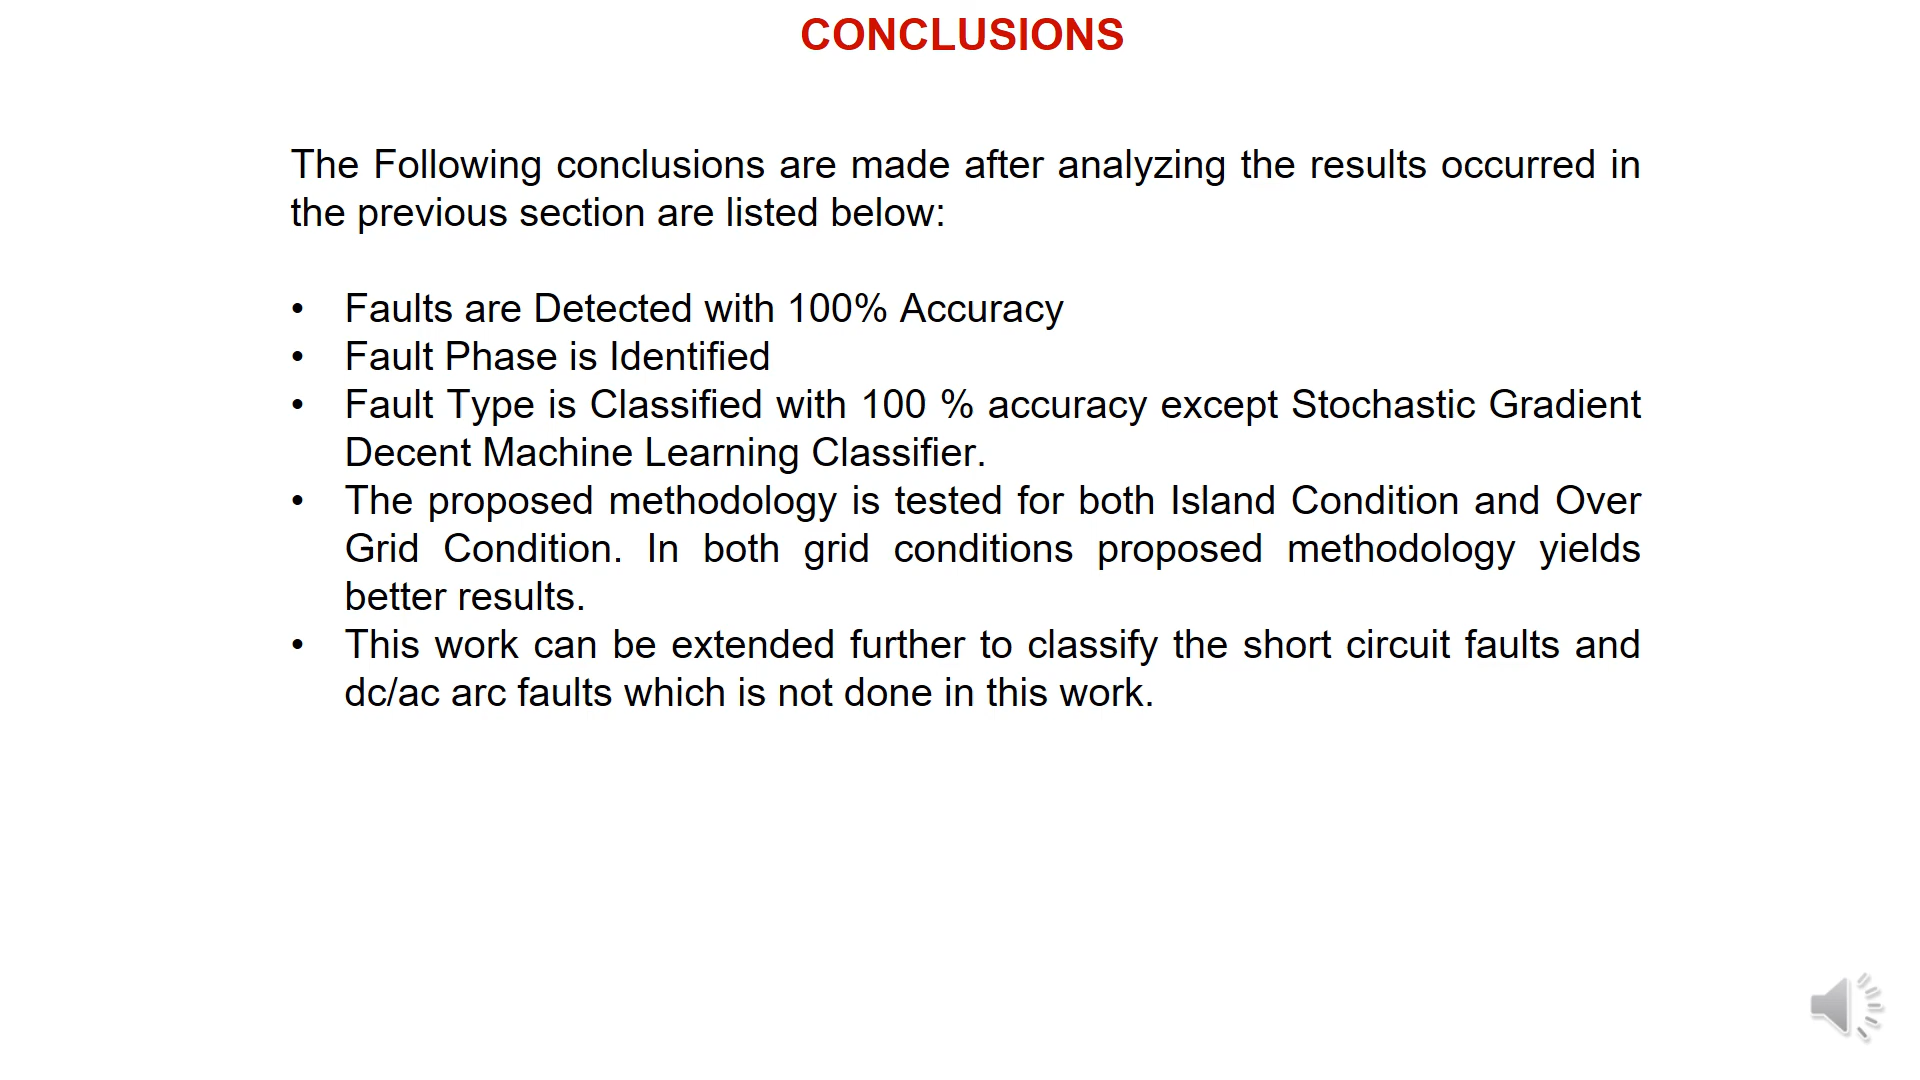 CONCLUSIONS
The Following conclusions are made after analyzing the results occurred in
the previous section are listed below:
• Faults are Detected with 100% Accuracy
• Fault Phase is Identified
• Fault Type is Classified with 100 % accuracy except Stochastic Gradient
Decent Machine Learning Classifier.
• The proposed methodology is tested for both Island Condition and Over
Grid Condition. In both grid conditions proposed methodology yields
better results.
• This work can be extended further to classify the short circuit faults and
dc/ac arc faults which is not done in this work.